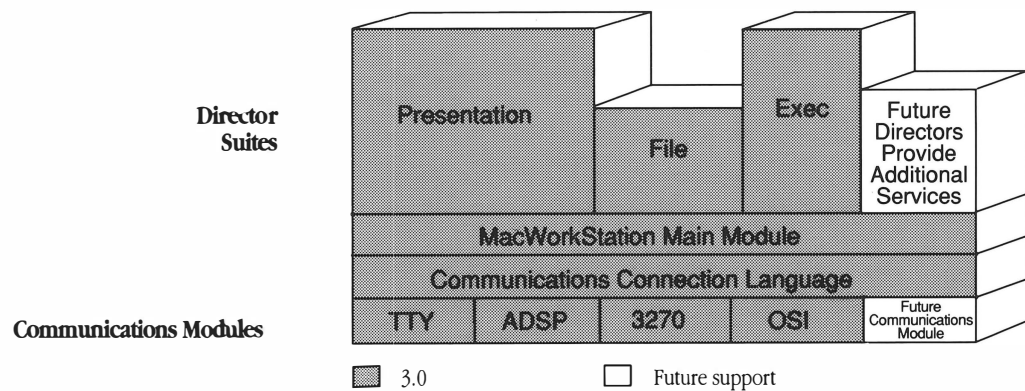 Director
Suites
Presentation
File
Exec
Future
Directors
Provide
Additional
Services
MacWorkStation Main Module
Communications Connection Language
Communications Modules
TTY
ADSP
3270
OSI
Future
Communications
Module
3.0
Future support